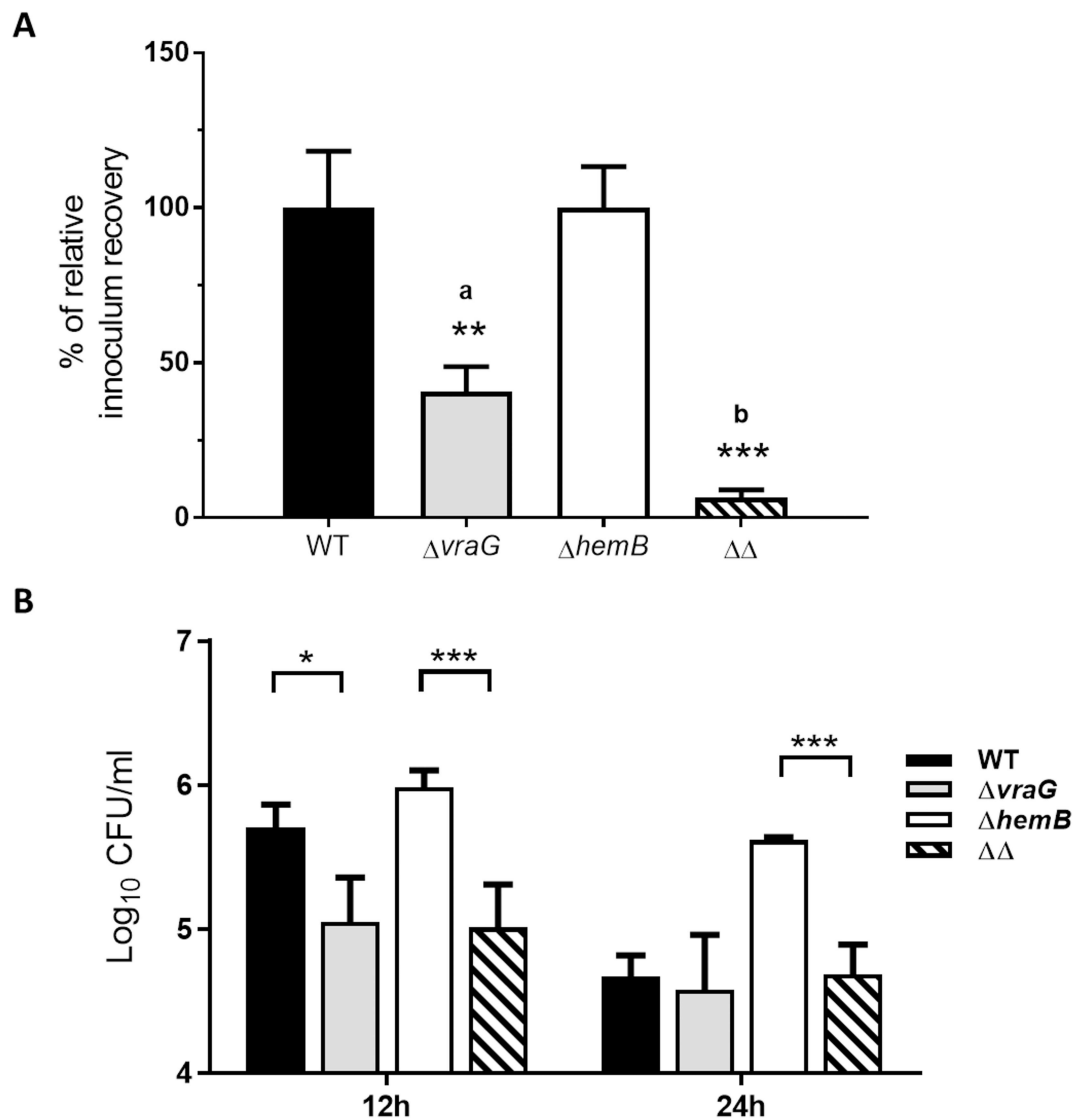 A
% of relative
innoculum recovery
150
100
50
0
a
**
b
***
WT
ΔvraG
ΔhemB
ΔΔ
B
Log10 CFU/ml
7
6
5
4
*
***
***
12h
24h
WT
ΔvraG
ΔhemB
ΔΔ